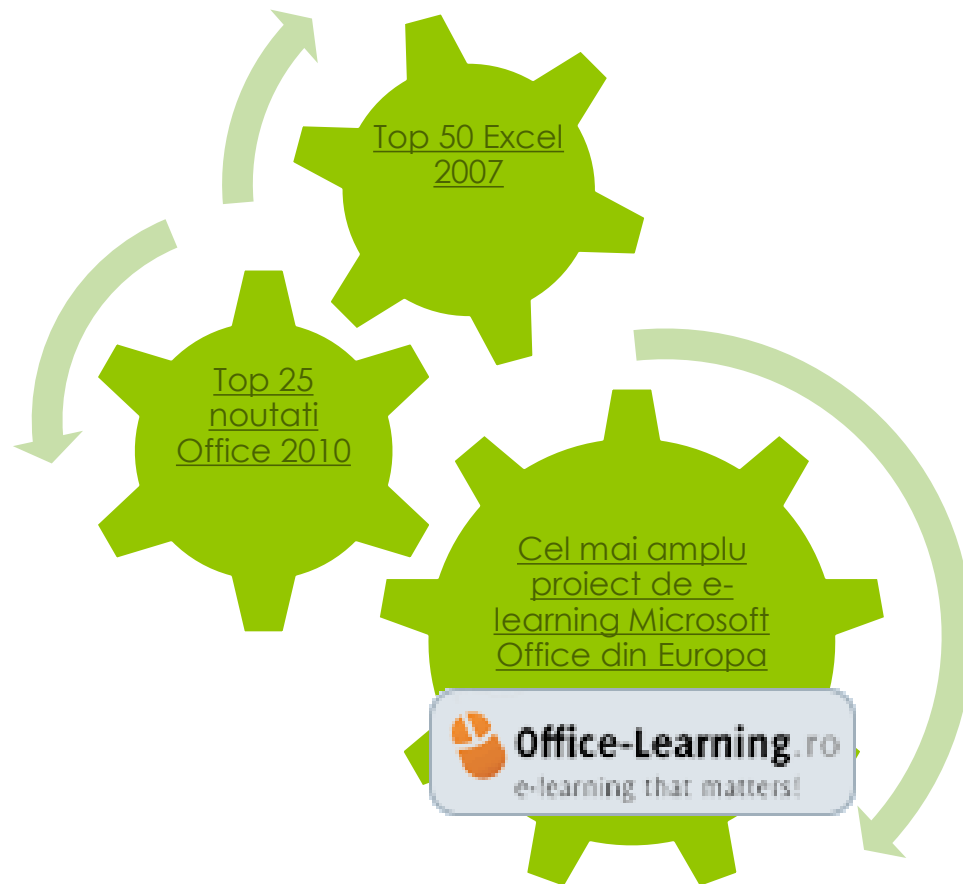 Top 50 Excel
2007
Top 25
noutati
Office 2010
Cel mai amplu
proiect de e-
learning Microsoft
Office din Europa
Office-Learning.ro
e-learning that matters!